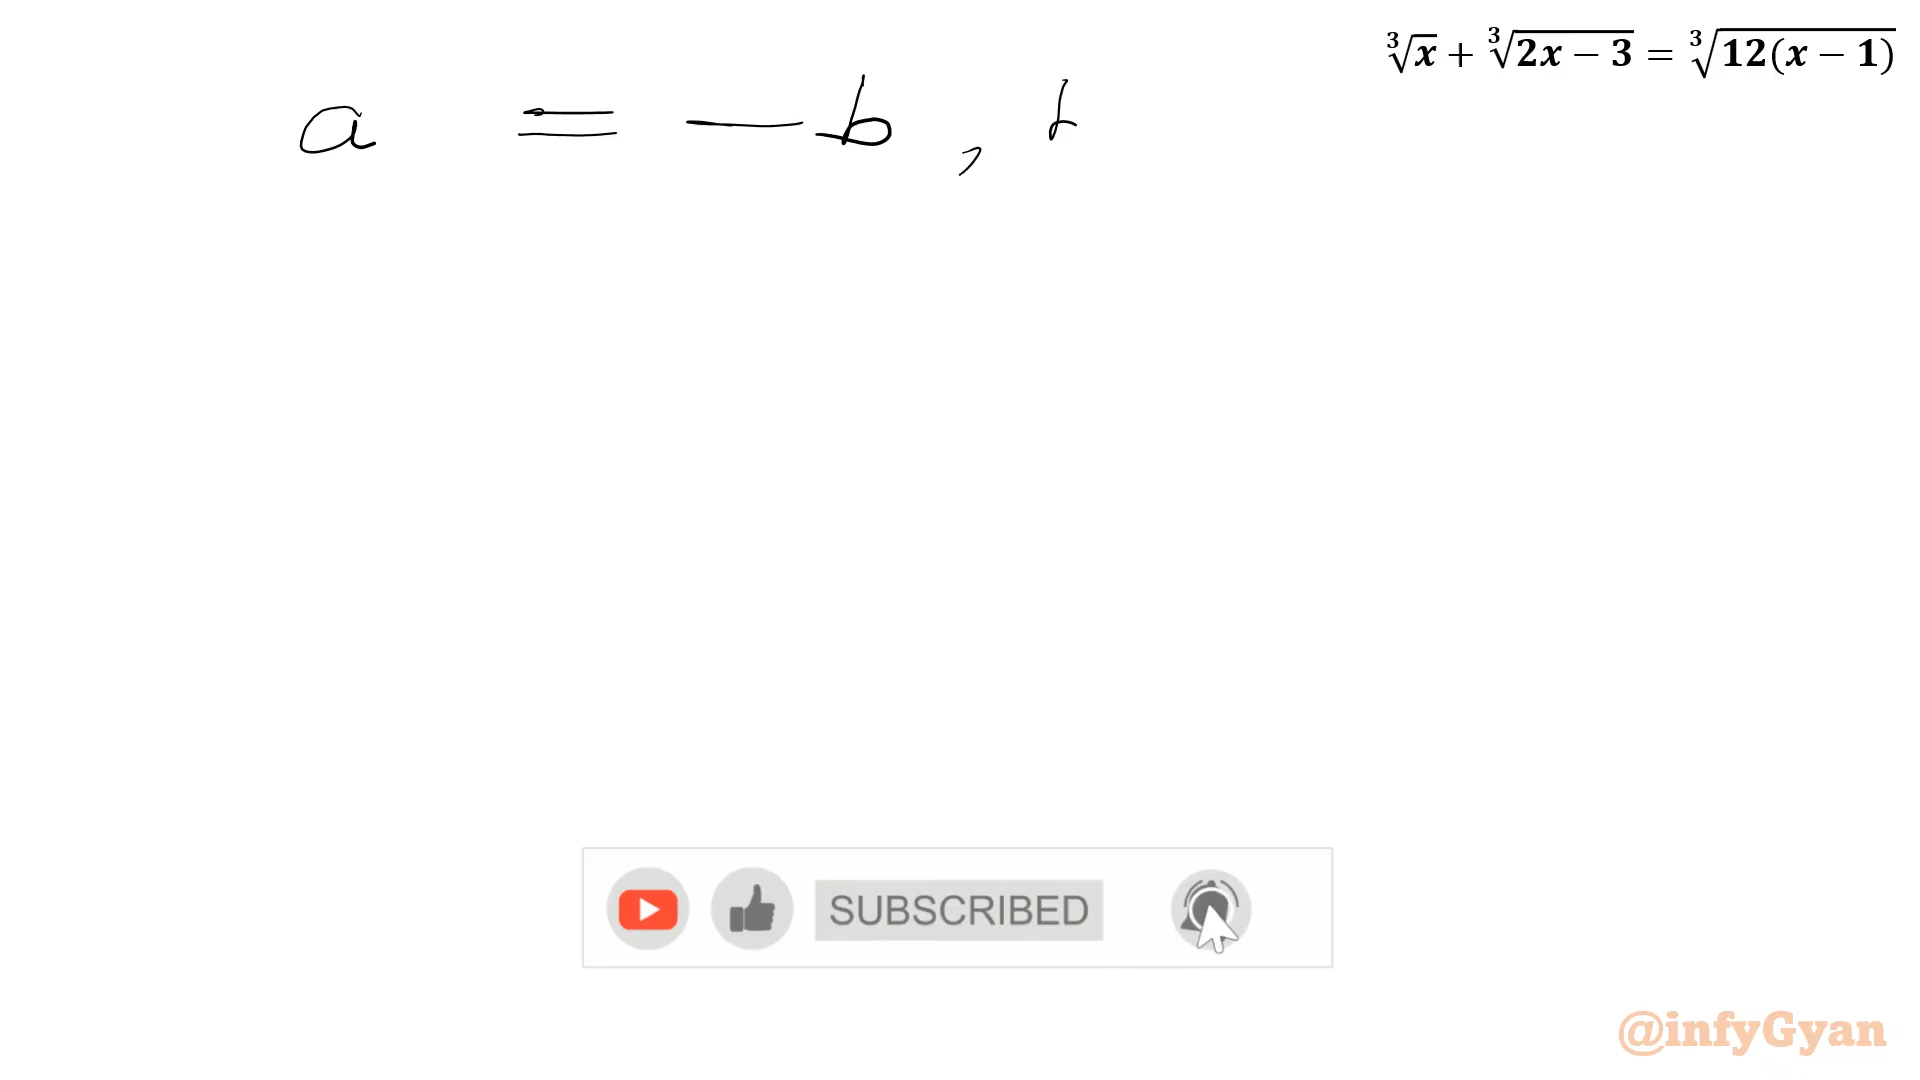 ∛x + ∛(2x − 3) = ∛(12(x − 1))
a = −b ,
SUBSCRIBED
@infyGyan